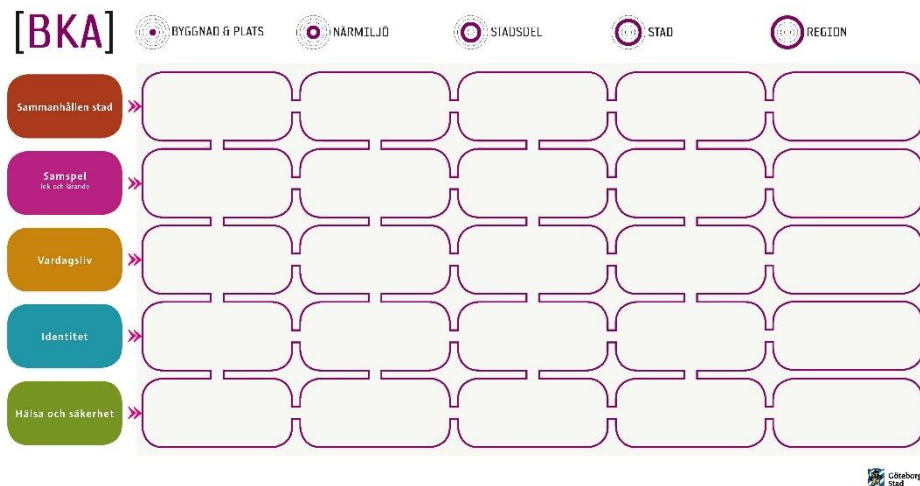 [BKA]
BYGGNAD & PLATS
NÄRMILJÖ
STADSDEL
STAD
REGION
Sammanhållen stad
Samspel
lek och lärande
Vardagsliv
Identitet
Hälsa och säkerhet
Göteborgs
Stad